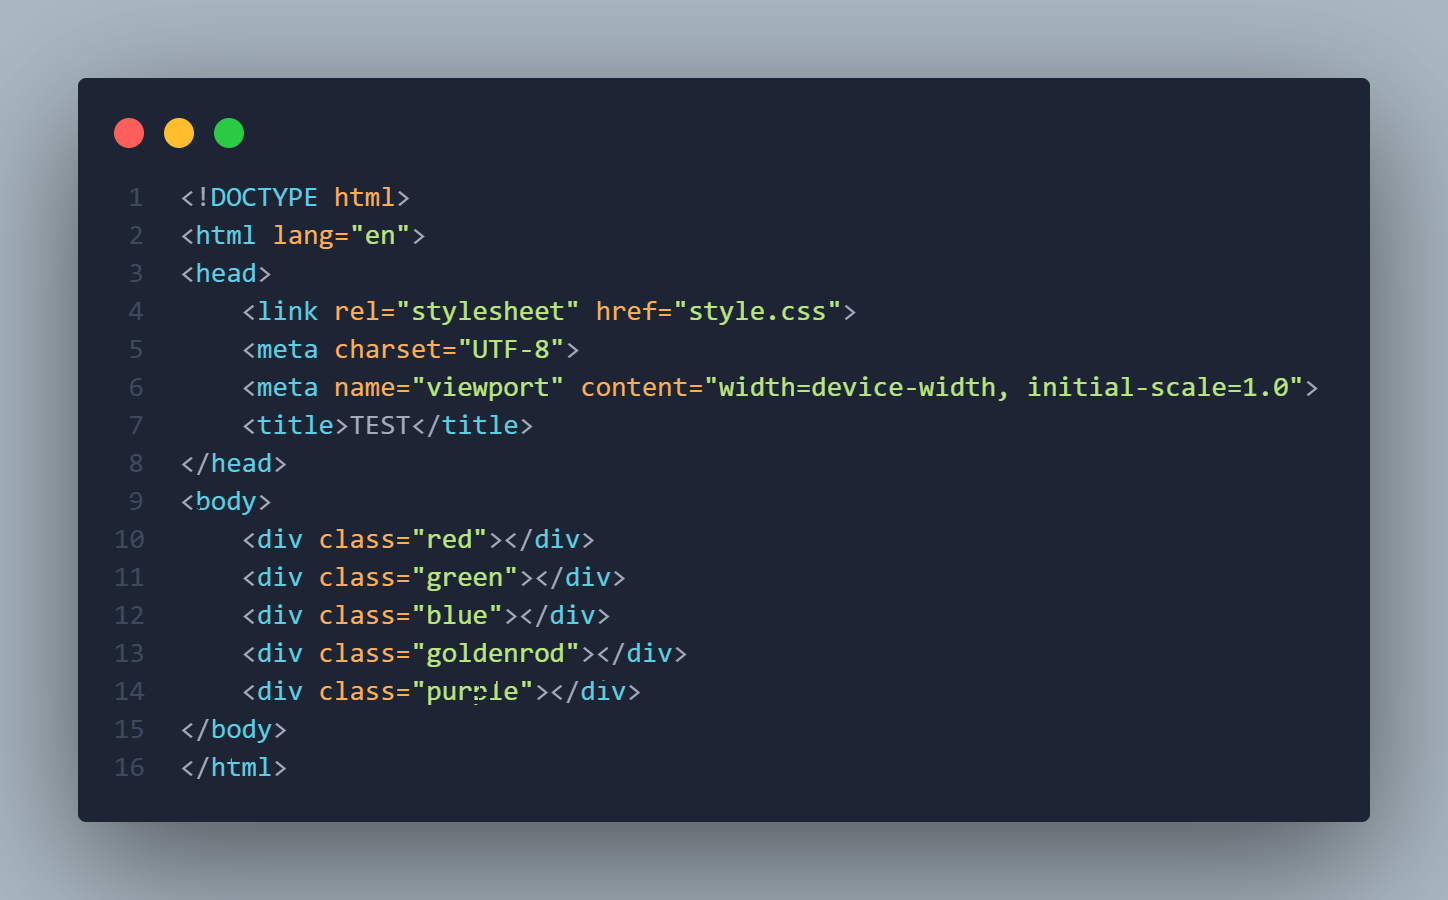 1 <!DOCTYPE html>
2 <html lang="en">
3 <head>
4     <link rel="stylesheet" href="style.css">
5     <meta charset="UTF-8">
6     <meta name="viewport" content="width=device-width, initial-scale=1.0">
7     <title>TEST</title>
8 </head>
9 <body>
10     <div class="red"></div>
11     <div class="green"></div>
12     <div class="blue"></div>
13     <div class="goldenrod"></div>
14     <div class="purple"></div>
15 </body>
16 </html>